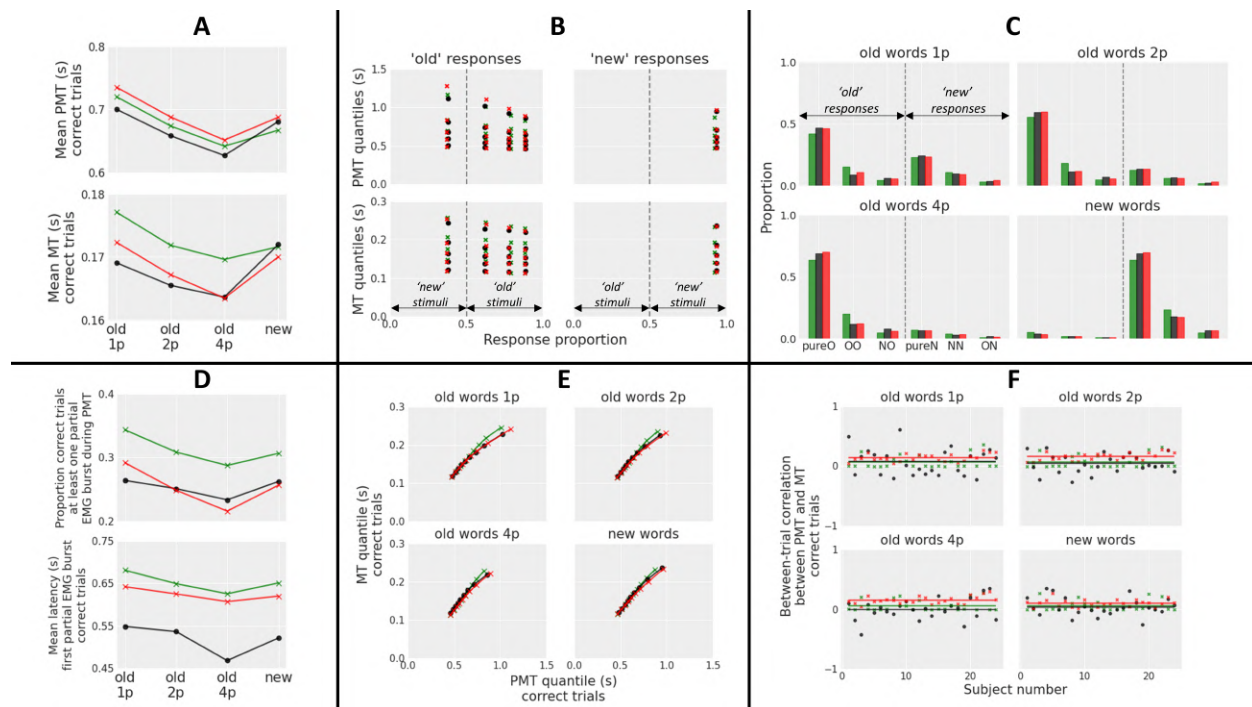 A
Mean PMT (s)
correct trials
0.8
0.7
0.6
Mean MT (s)
correct trials
0.18
0.17
0.16
old
1p
old
2p
old
4p
new
B
'old' responses
'new' responses
PMT quantiles (s)
1.5
1.0
0.5
0.0
MT quantiles (s)
0.3
0.2
0.1
0.0
‘new’
stimuli
‘old’
stimuli
‘old’
stimuli
‘new’
stimuli
0.0
0.5
1.0
0.0
0.5
1.0
Response proportion
C
old words 1p
old words 2p
1.0
0.5
0.0
‘old’
responses
‘new’
responses
Proportion
old words 4p
new words
1.0
0.5
0.0
pureO
OO
NO
pureN
NN
ON
D
Proportion correct trials
at least one partial
EMG burst during PMT
0.4
0.3
0.2
Mean latency (s)
first partial EMG burst
correct trials
0.75
0.65
0.55
0.45
old
1p
old
2p
old
4p
new
E
old words 1p
old words 2p
0.3
0.2
0.1
0.0
MT quantile (s)
correct trials
old words 4p
new words
0.3
0.2
0.1
0.0
0.0
0.5
1.0
1.5
0.0
0.5
1.0
1.5
PMT quantile (s)
correct trials
F
old words 1p
old words 2p
1
0
−1
Between-trial correlation
between PMT and MT
correct trials
old words 4p
new words
1
0
−1
0
10
20
0
10
20
Subject number